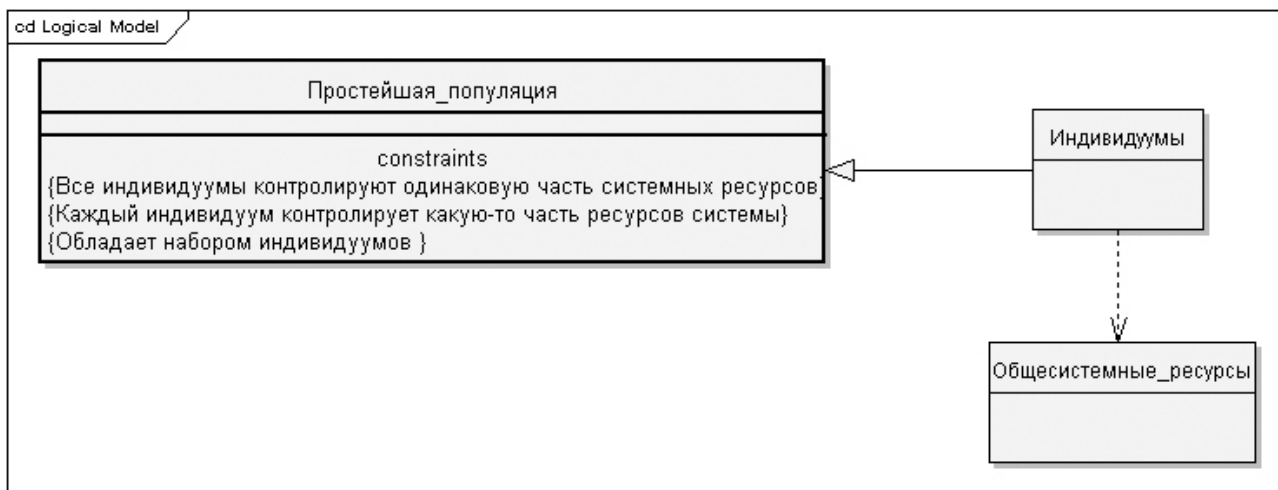 cd Logical Model
Простейшая_популяция
constraints
{Все индивидуумы контролируют одинаковую часть системных ресурсов
{Каждый индивидуум контролирует какую-то часть ресурсов системы}
{Обладает набором индивидуумов }
Индивидуумы
Общесистемные_ресурсы